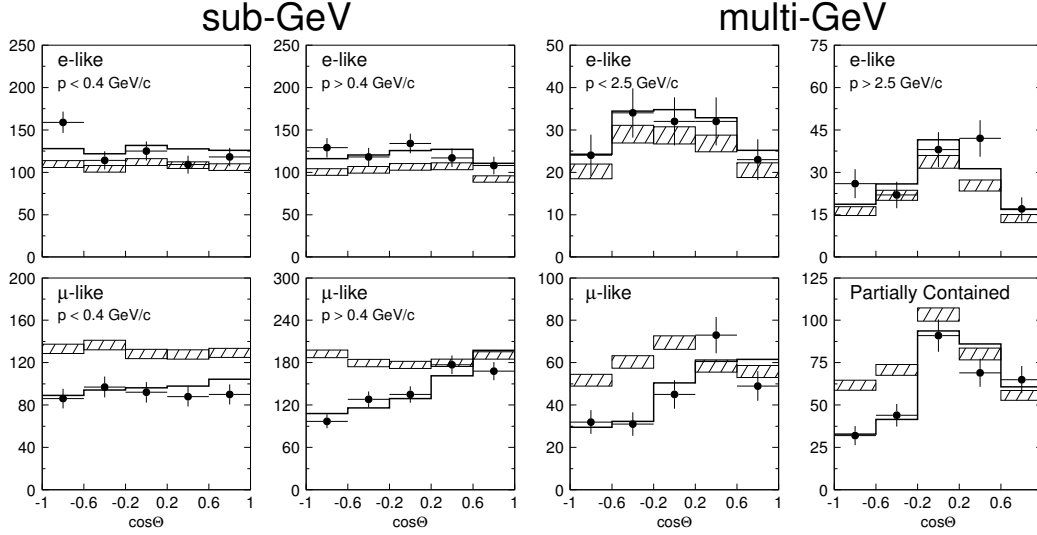 sub-GeV
multi-GeV
250
200
150
100
50
0
e-like
p < 0.4 GeV/c
250
200
150
100
50
0
e-like
p > 0.4 GeV/c
50
40
30
20
10
0
e-like
p < 2.5 GeV/c
75
60
45
30
15
0
e-like
p > 2.5 GeV/c
200
160
120
80
40
0
μ-like
p < 0.4 GeV/c
-1 -0.6 -0.2 0.2 0.6 1
cosΘ
300
240
180
120
60
0
μ-like
p > 0.4 GeV/c
-1 -0.6 -0.2 0.2 0.6 1
cosΘ
100
80
60
40
20
0
μ-like
-1 -0.6 -0.2 0.2 0.6 1
cosΘ
125
100
75
50
25
0
Partially Contained
-1 -0.6 -0.2 0.2 0.6 1
cosΘ